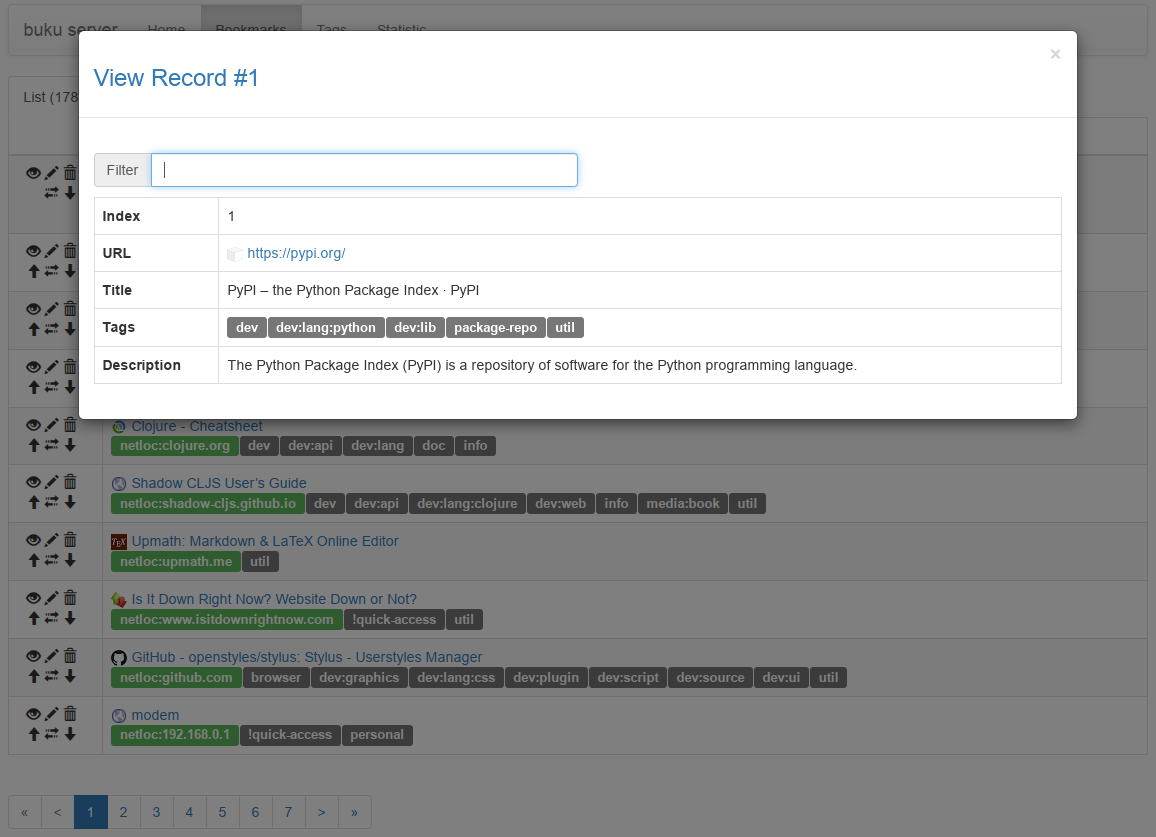 buku server Home Bookmarks Tags Statistic
×
View Record #1
List (178
Filter
Index 1
URL https://pypi.org/
Title PyPI – the Python Package Index · PyPI
Tags dev dev:lang:python dev:lib package-repo util
Description The Python Package Index (PyPI) is a repository of software for the Python programming language.
Clojure - Cheatsheet
netloc:clojure.org dev dev:api dev:lang doc info
Shadow CLJS User’s Guide
netloc:shadow-cljs.github.io dev dev:api dev:lang:clojure dev:web info media:book util
Upmath: Markdown & LaTeX Online Editor
netloc:upmath.me util
Is It Down Right Now? Website Down or Not?
netloc:www.isitdownrightnow.com !quick-access util
GitHub - openstyles/stylus: Stylus - Userstyles Manager
netloc:github.com browser dev:graphics dev:lang:css dev:plugin dev:script dev:source dev:ui util
modem
netloc:192.168.0.1 !quick-access personal
« < 1 2 3 4 5 6 7 > »